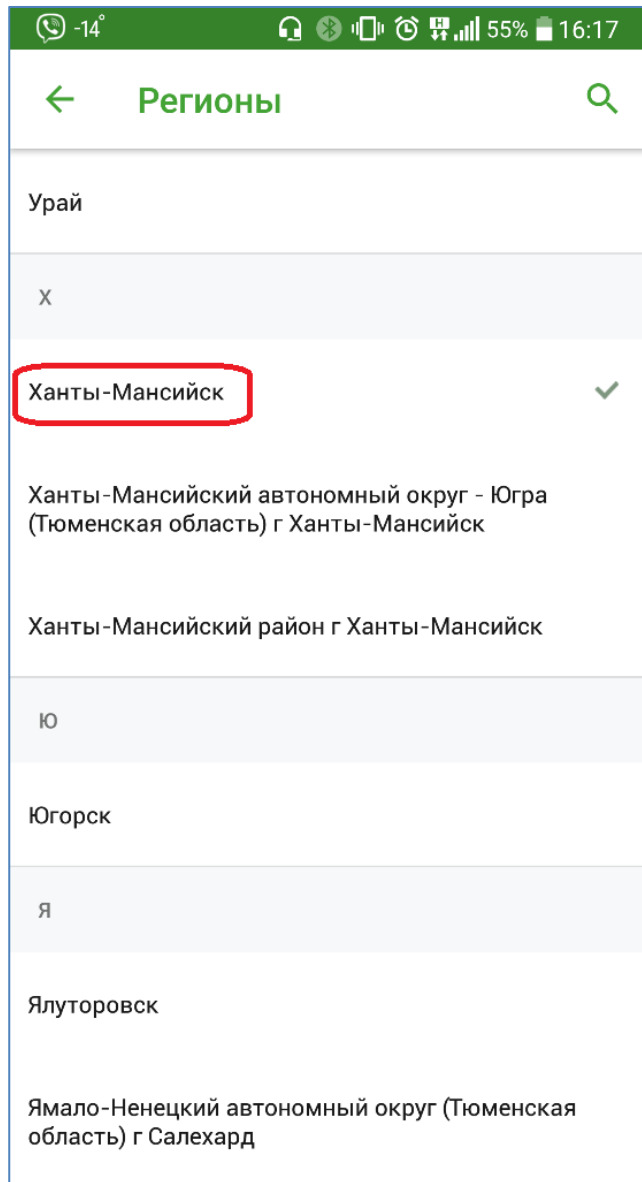 -14° 55% 16:17
Регионы
Урай
Х
Ханты-Мансийск
Ханты-Мансийский автономный округ - Югра
(Тюменская область) г Ханты-Мансийск
Ханты-Мансийский район г Ханты-Мансийск
Ю
Югорск
Я
Ялуторовск
Ямало-Ненецкий автономный округ (Тюменская
область) г Салехард